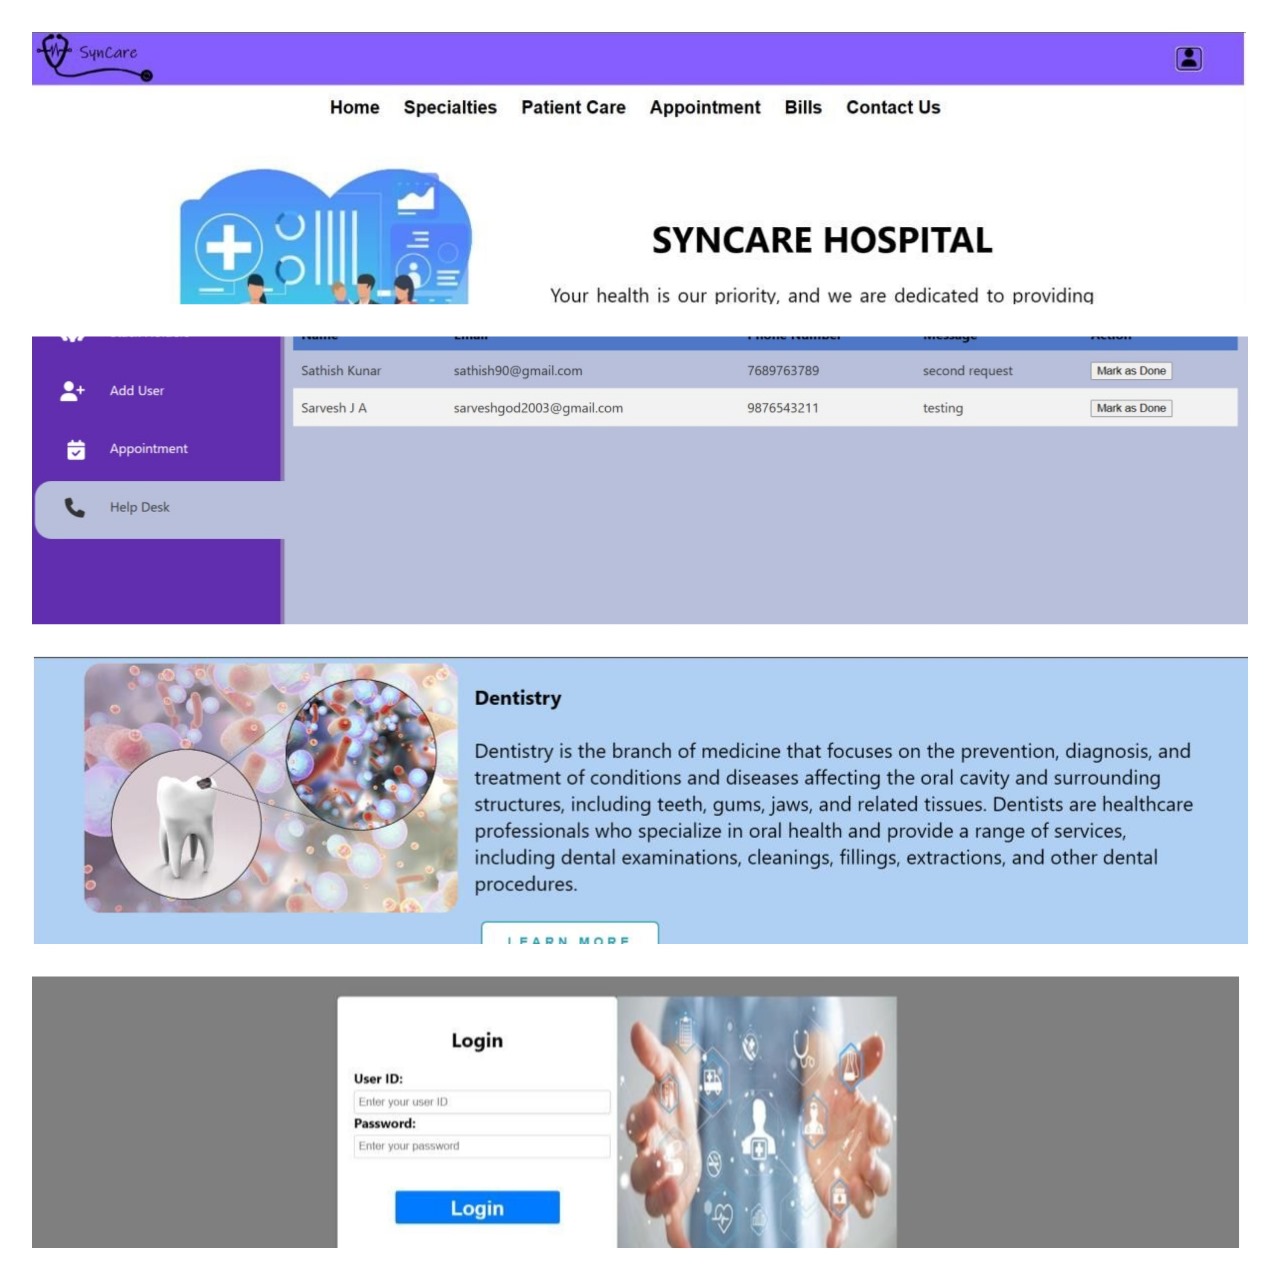 SynCare
Home Specialties Patient Care Appointment Bills Contact Us
SYNCARE HOSPITAL
Your health is our priority, and we are dedicated to providing
Name Email Phone Number Message Action
Sathish Kunar sathish90@gmail.com 7689763789 second request Mark as Done
Add User
Sarvesh J A sarveshgod2003@gmail.com 9876543211 testing Mark as Done
Appointment
Help Desk
Dentistry
Dentistry is the branch of medicine that focuses on the prevention, diagnosis, and
treatment of conditions and diseases affecting the oral cavity and surrounding
structures, including teeth, gums, jaws, and related tissues. Dentists are healthcare
professionals who specialize in oral health and provide a range of services,
including dental examinations, cleanings, fillings, extractions, and other dental
procedures.
LEARN MORE
Login
User ID:
Enter your user ID
Password:
Enter your password
Login